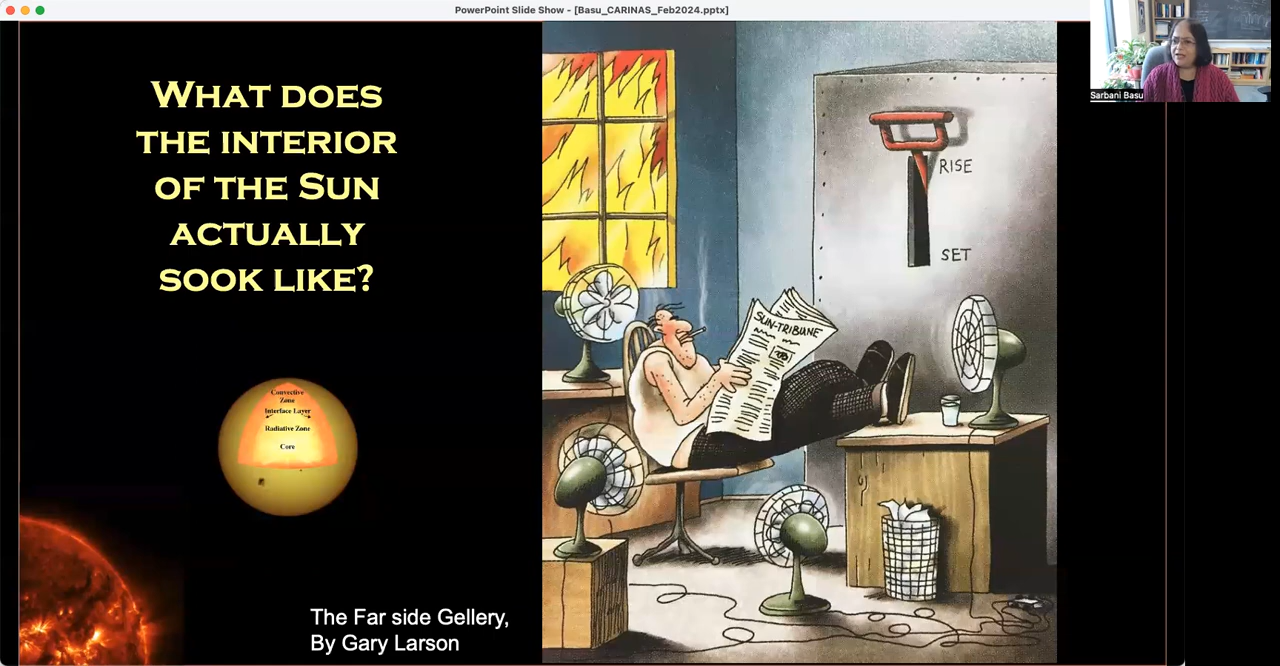 PowerPoint Slide Show - [Basu_CARINAS_Feb2024.pptx]
Sarbani Basu
WHAT DOES
THE INTERIOR
OF THE SUN
ACTUALLY
SOOK LIKE?
RISE
SET
SUN-TRIBUNE
Convective
Zone
Interface Layer
Radiative Zone
Core
The Far side Gellery,
By Gary Larson